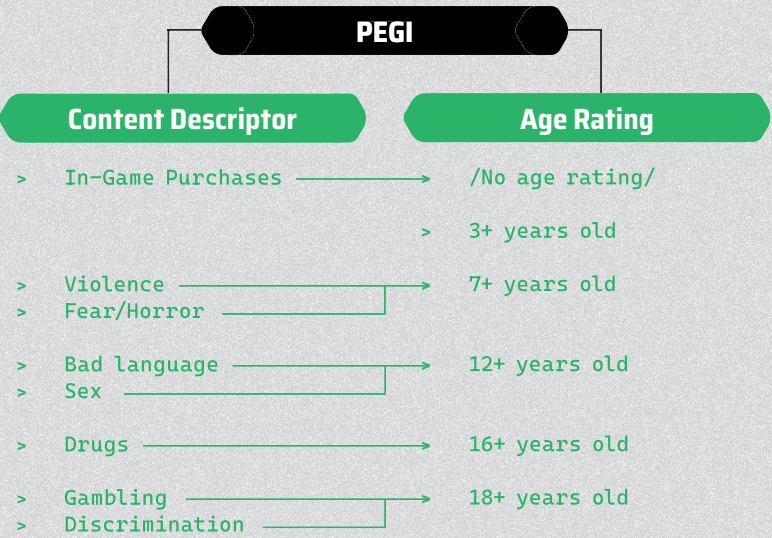 PEGI
Content Descriptor
Age Rating
> In-Game Purchases > /No age rating/
> 3+ years old
> Violence > 7+ years old
> Fear/Horror
> Bad language > 12+ years old
> Sex
> Drugs > 16+ years old
> Gambling > 18+ years old
> Discrimination